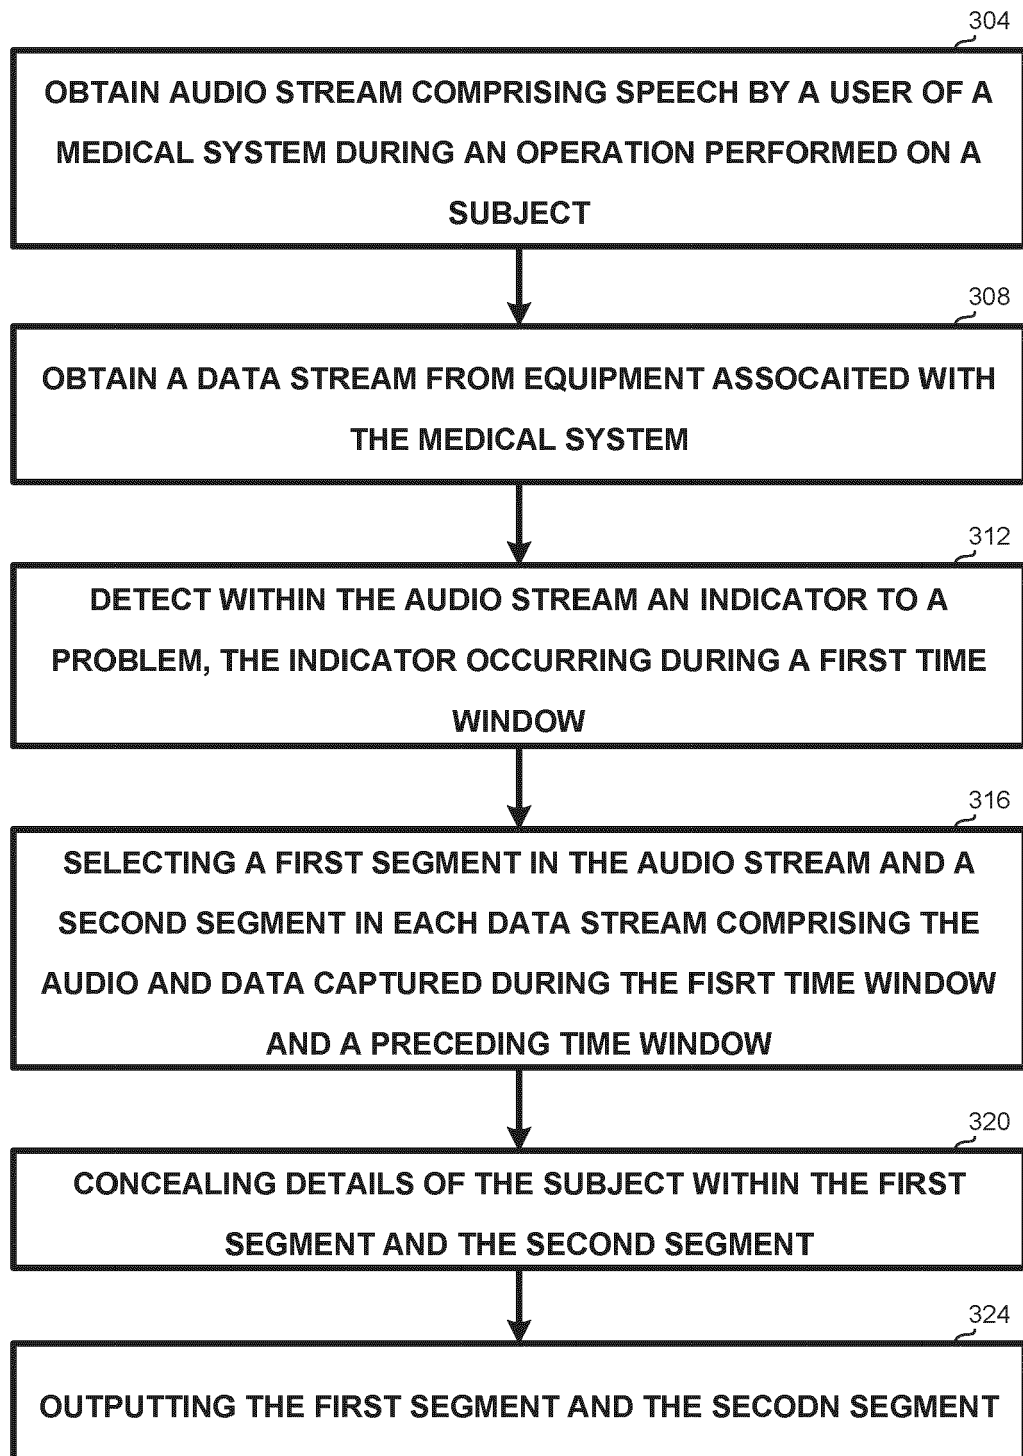 304
OBTAIN AUDIO STREAM COMPRISING SPEECH BY A USER OF A
MEDICAL SYSTEM DURING AN OPERATION PERFORMED ON A
SUBJECT
308
OBTAIN A DATA STREAM FROM EQUIPMENT ASSOCAITED WITH
THE MEDICAL SYSTEM
312
DETECT WITHIN THE AUDIO STREAM AN INDICATOR TO A
PROBLEM, THE INDICATOR OCCURRING DURING A FIRST TIME
WINDOW
316
SELECTING A FIRST SEGMENT IN THE AUDIO STREAM AND A
SECOND SEGMENT IN EACH DATA STREAM COMPRISING THE
AUDIO AND DATA CAPTURED DURING THE FISRT TIME WINDOW
AND A PRECEDING TIME WINDOW
320
CONCEALING DETAILS OF THE SUBJECT WITHIN THE FIRST
SEGMENT AND THE SECOND SEGMENT
324
OUTPUTTING THE FIRST SEGMENT AND THE SECODN SEGMENT